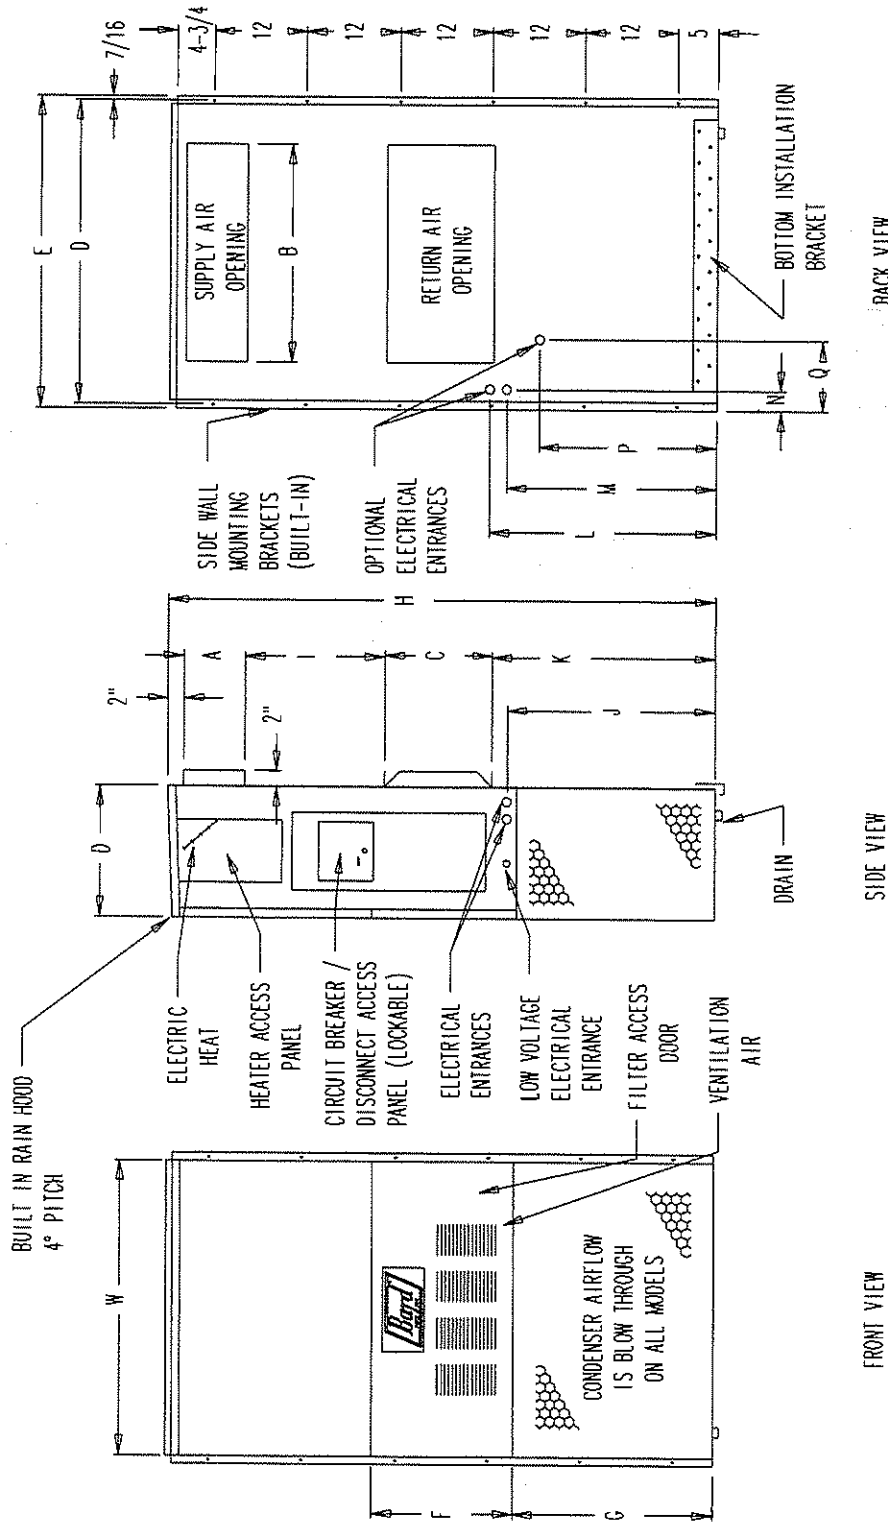 BUILT IN RAIN HOOD
4° PITCH
W
F
G
Bard
CONDENSER AIRFLOW
IS BLOW THROUGH
ON ALL MODELS
FRONT VIEW
ELECTRIC
HEAT
HEATER ACCESS
PANEL
CIRCUIT BREAKER /
DISCONNECT ACCESS
PANEL (LOCKABLE)
ELECTRICAL
ENTRANCES
LOW VOLTAGE
ELECTRICAL
ENTRANCE
FILTER ACCESS
DOOR
VENTILATION
AIR
D
2"
A
2"
I
C
K
J
H
DRAIN
SIDE VIEW
SIDE WALL
MOUNTING
BRACKETS
(BUILT-IN)
OPTIONAL
ELECTRICAL
ENTRANCES
E
O
7/16
4-3/4
12
12
12
12
12
5
SUPPLY AIR
OPENING
B
RETURN AIR
OPENING
L
M
P
N
Q
BOTTOM INSTALLATION
BRACKET
BACK VIEW